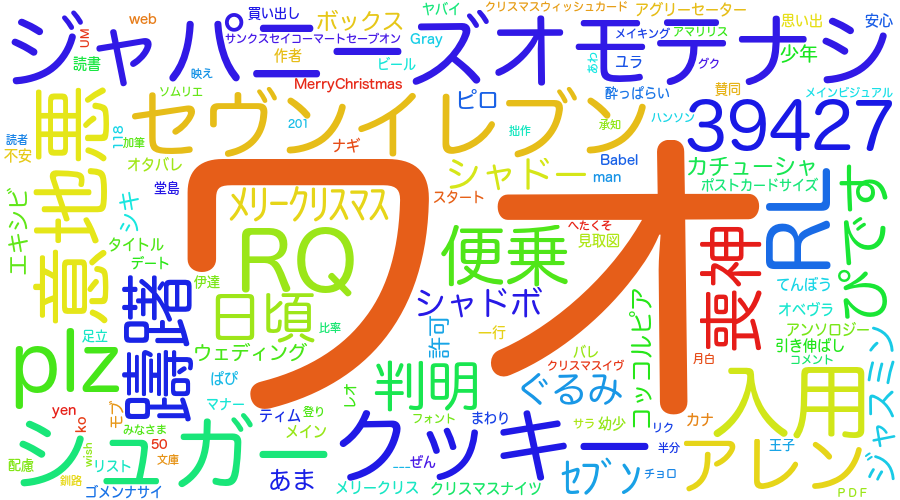 買い出し
ボックス
ヤバイ
クリスマスウィッシュカード
アグリーセーター
web
ジャパニーズオモテナシ
UM
サンクスセイコーマートセーブオン
Gray
メイキング
アマリリス
思い出
安心
読書
作者
ビール
ユラ
少年
映え
MerryChristmas
あわ
グク
ソムリエ
ピロ
酔っぱらい
賛同
メインビジュアル
意地悪
セヴンイレブン
39427
118
加筆
201
拙作
承知
ハンソン
読者
不安
ナギ
オタバレ
シャドー
Babel
man
カチューシャ
ポストカードサイズ
堂島
ワオ
メリークリスマス
スタート
エキシビ
シキ
RQ
便乗
へたくそ
見取図
喪神
RL
ぴです
タイトル
デート
伊達
躊躇
日頃
シャドボ
てんぼう
オベヴラ
比率
足立
ウェディング
許可
一行
コッコルピア
アンソロジー
引き伸ばし
コメント
バレ
クリスマスイヴ
月白
plz
ぱぴ
判明
ぐるみ
入用
ジャスミン
マナー
レオ
yen
ko
モブ
ティム
登り
フォント
まわり
サラ
幼少
リク
カナ
みなさま
シュガークッキー
メイン
50
wish
配慮
リスト
文庫
釧路
ゴメンナサイ
あま
___ぜん
メリークリス
クリスマスナイツ
セブソ
チョロ
半分
アレン
王子
PDF